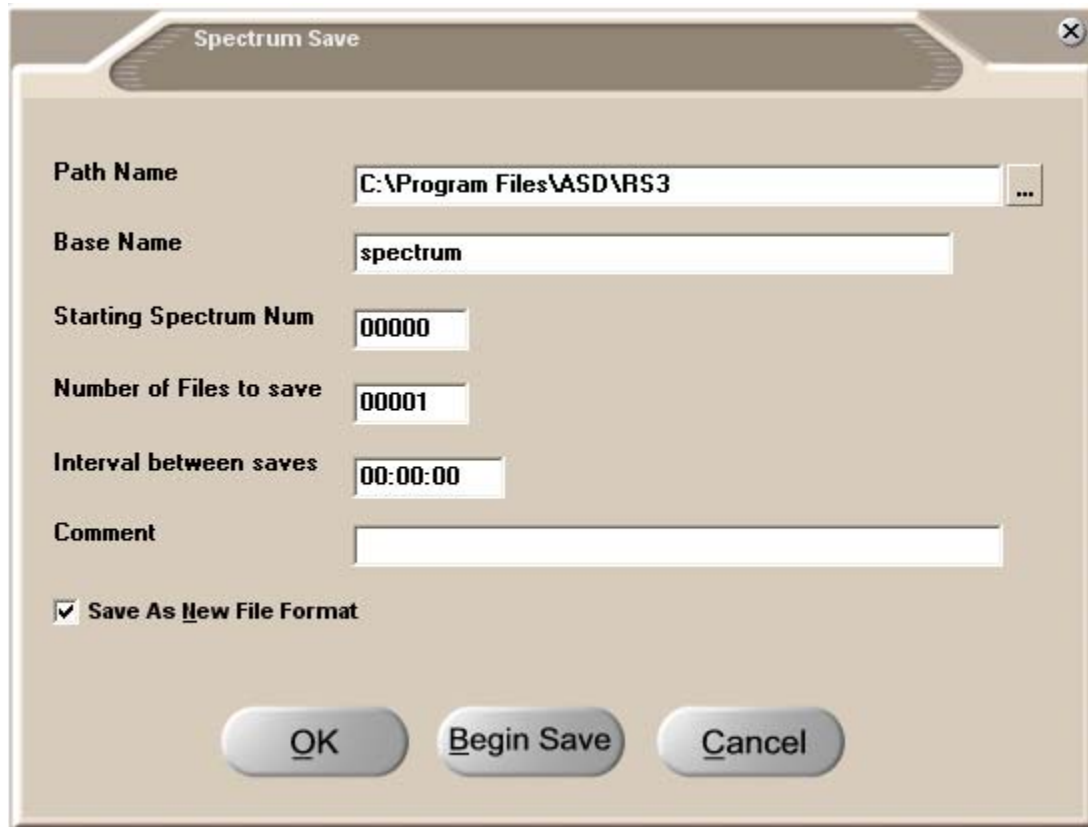 Spectrum Save
Path Name
C:\Program Files\ASD\RS3
...
Base Name
spectrum
Starting Spectrum Num
00000
Number of Files to save
00001
Interval between saves
00:00:00
Comment
Save As New File Format
OK
Begin Save
Cancel